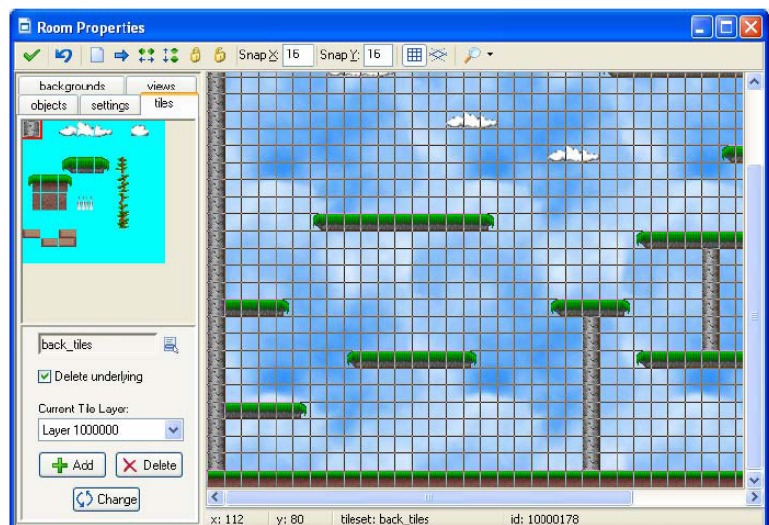 Room Properties
Snap X: 16 Snap Y: 16
backgrounds views
objects settings tiles
back_tiles
Delete underlying
Current Tile Layer:
Layer 1000000
Add Delete
Change
x: 112 y: 80 tileset: back_tiles id: 10000178